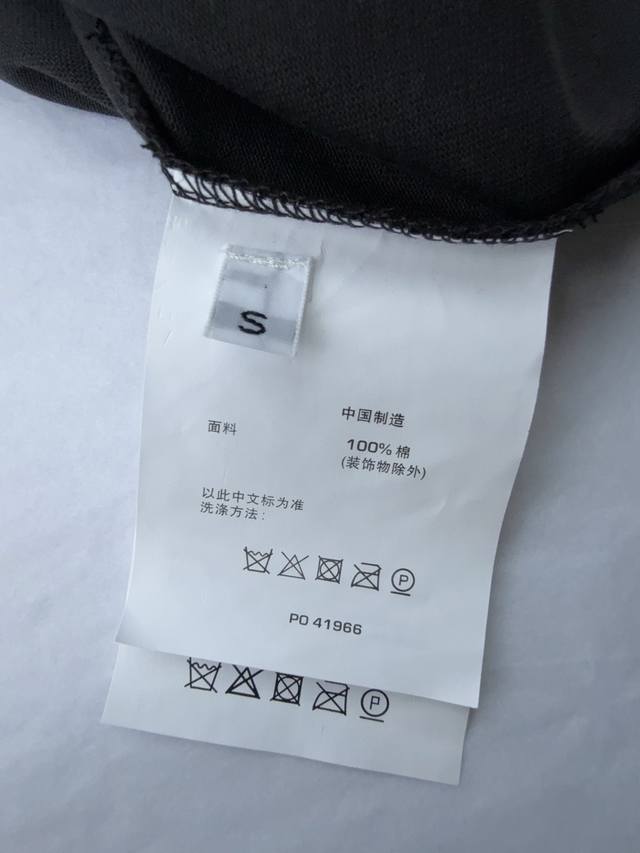 S
中国制造
面料
100% 棉
(装饰物除外)
以此中文标为准
洗涤方法:
P
PO 41966
P